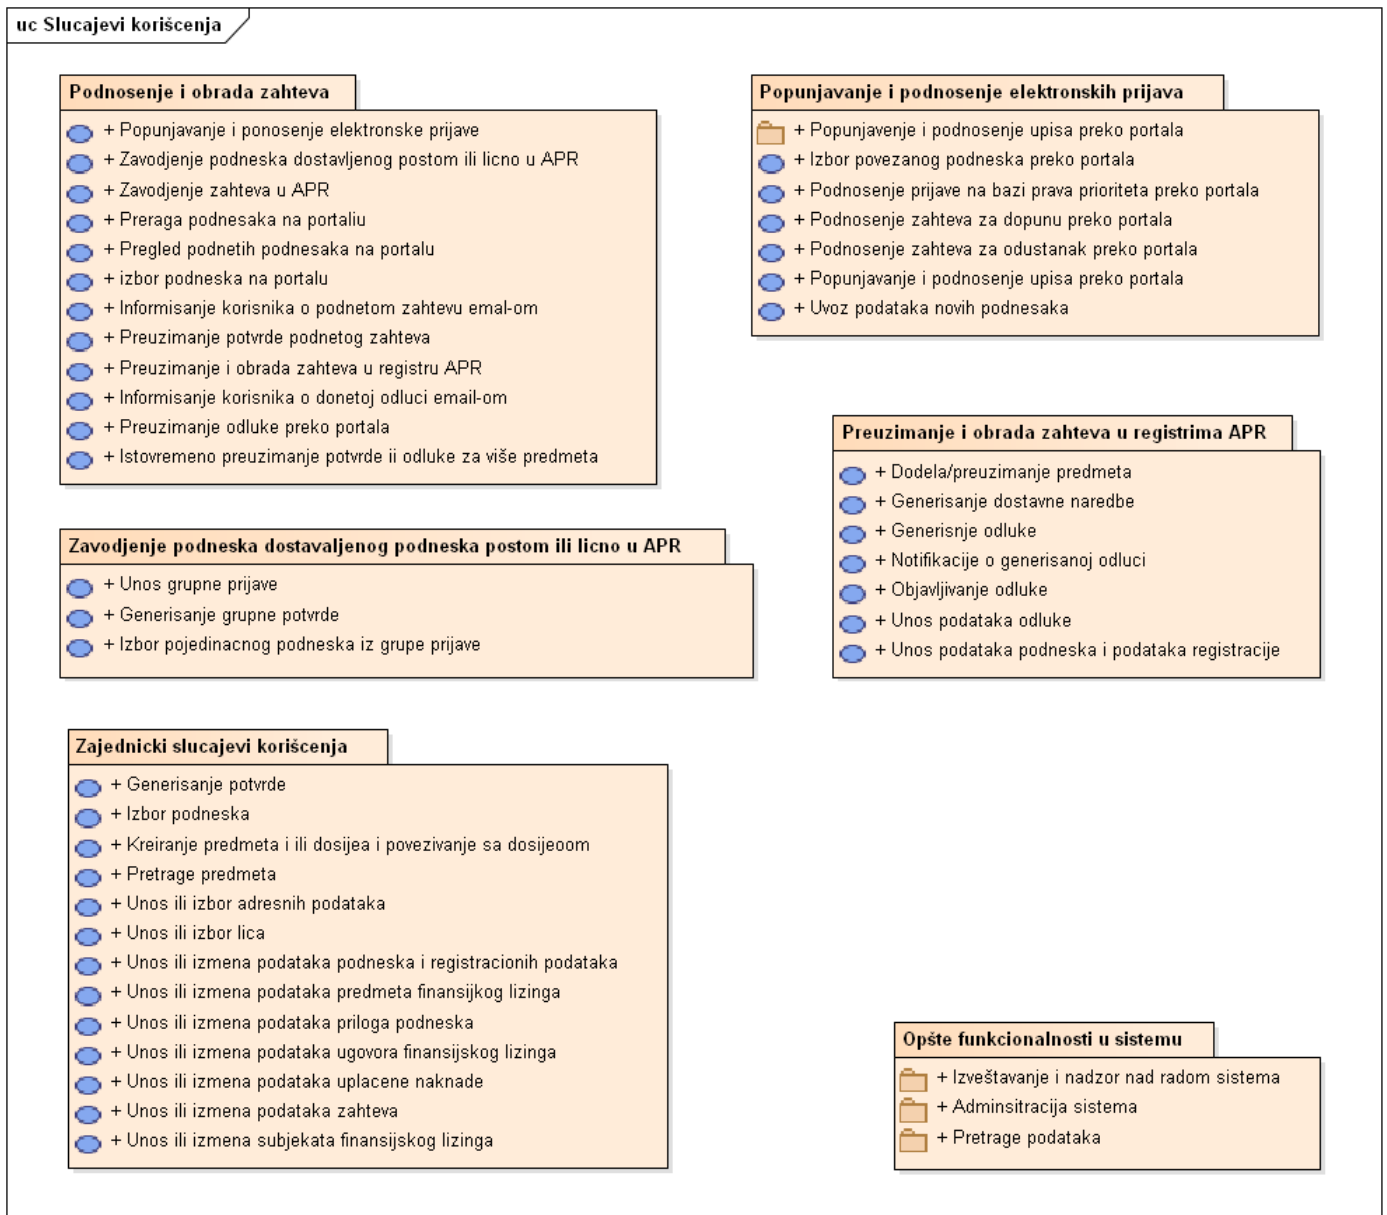 uc Slucajevi korišcenja
Podnosenje i obrada zahteva
+ Popunjavanje i ponosenje elektronske prijave
+ Zavodjenje podneska dostavljenog postom ili licno u APR
+ Zavodjenje zahteva u APR
+ Preraga podnesaka na portaliu
+ Pregled podnetih podnesaka na portalu
+ izbor podneska na portalu
+ Informisanje korisnika o podnetom zahtevu emal-om
+ Preuzimanje potvrde podnetog zahteva
+ Preuzimanje i obrada zahteva u registru APR
+ Informisanje korisnika o donetoj odluci email-om
+ Preuzimanje odluke preko portala
+ Istovremeno preuzimanje potvrde ii odluke za više predmeta
Popunjavanje i podnosenje elektronskih prijava
+ Popunjavenje i podnosenje upisa preko portala
+ Izbor povezanog podneska preko portala
+ Podnosenje prijave na bazi prava prioriteta preko portala
+ Podnosenje zahteva za dopunu preko portala
+ Podnosenje zahteva za odustanak preko portala
+ Popunjavanje i podnosenje upisa preko portala
+ Uvoz podataka novih podnesaka
Preuzimanje i obrada zahteva u registrima APR
+ Dodela/preuzimanje predmeta
+ Generisanje dostavne naredbe
+ Generisnje odluke
+ Notifikacije o generisanoj odluci
+ Objavljivanje odluke
+ Unos podataka odluke
+ Unos podataka podneska i podataka registracije
Zavodjenje podneska dostavaljenog podneska postom ili licno u APR
+ Unos grupne prijave
+ Generisanje grupne potvrde
+ Izbor pojedinacnog podneska iz grupe prijave
Zajednicki slucajevi korišcenja
+ Generisanje potvrde
+ Izbor podneska
+ Kreiranje predmeta i ili dosijea i povezivanje sa dosijeoom
+ Pretrage predmeta
+ Unos ili izbor adresnih podataka
+ Unos ili izbor lica
+ Unos ili izmena podataka podneska i registracionih podataka
+ Unos ili izmena podataka predmeta finansijkog lizinga
+ Unos ili izmena podataka priloga podneska
+ Unos ili izmena podataka ugovora finansijskog lizinga
+ Unos ili izmena podataka uplacene naknade
+ Unos ili izmena podataka zahteva
+ Unos ili izmena subjekata finansijskog lizinga
Opšte funkcionalnosti u sistemu
+ Izveštavanje i nadzor nad radom sistema
+ Adminsitracija sistema
+ Pretrage podataka